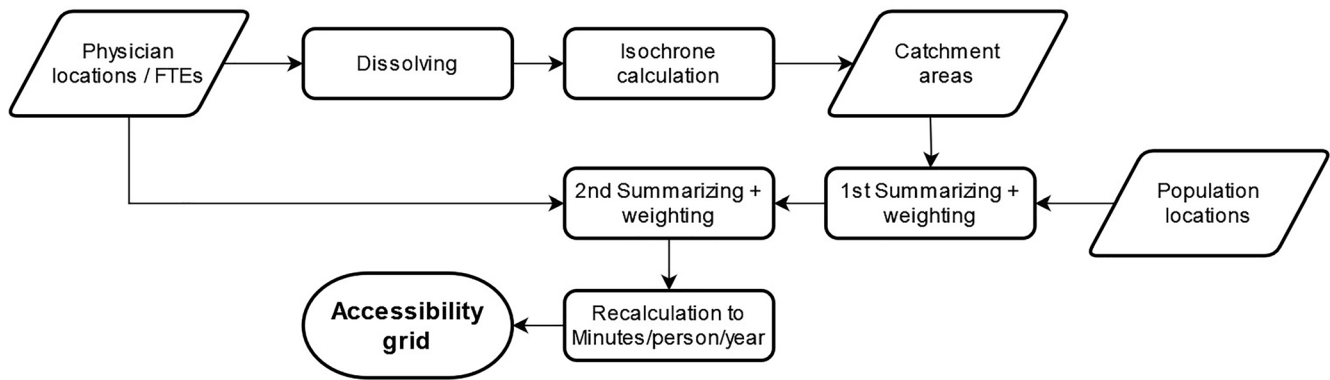 Physician
locations / FTEs
Dissolving
Isochrone
calculation
Catchment
areas
2nd Summarizing +
weighting
1st Summarizing +
weighting
Population
locations
Accessibility
grid
Recalculation to
Minutes/person/year